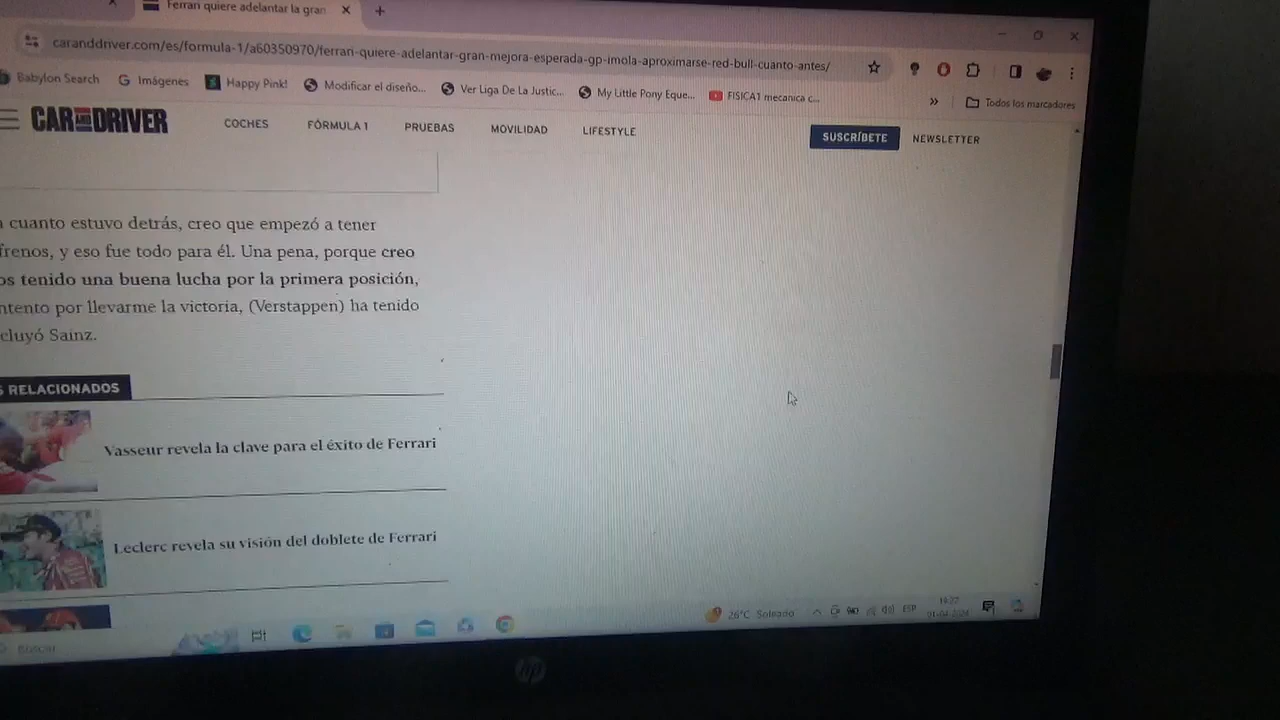 Ferrari quiere adelantar la gran
caranddriver.com/es/formula-1/a60350970/ferrari-quiere-adelantar-gran-mejora-esperada-gp-imola-aproximarse-red-bull-cuanto-antes/
Babylon Search G Imágenes Happy Pink! Modificar el diseño... Ver Liga De La Justic... My Little Pony Eque... FISICA1 mecanica c... » Todos los marcadores
CAR AND DRIVER COCHES FÓRMULA 1 PRUEBAS MOVILIDAD LIFESTYLE SUSCRÍBETE NEWSLETTER
cuanto estuvo detrás, creo que empezó a tener
frenos, y eso fue todo para él. Una pena, porque creo
os tenido una buena lucha por la primera posición,
ntento por llevarme la victoria, (Verstappen) ha tenido
cluyó Sainz.
S RELACIONADOS
Vasseur revela la clave para el éxito de Ferrari
Leclerc revela su visión del doblete de Ferrari
Buscar 26°C Soleado ESP
hp